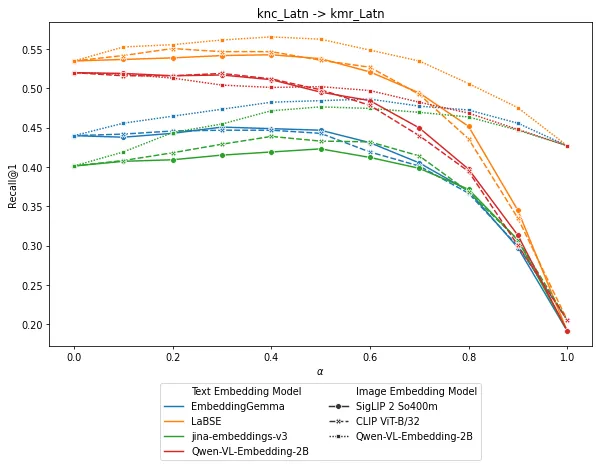 knc_Latn -> kmr_Latn
Recall@1
0.55
0.50
0.45
0.40
0.35
0.30
0.25
0.20
0.0 0.2 0.4 0.6 0.8 1.0
α
Text Embedding Model Image Embedding Model
EmbeddingGemma SigLIP 2 So400m
LaBSE CLIP ViT-B/32
jina-embeddings-v3 Qwen-VL-Embedding-2B
Qwen-VL-Embedding-2B